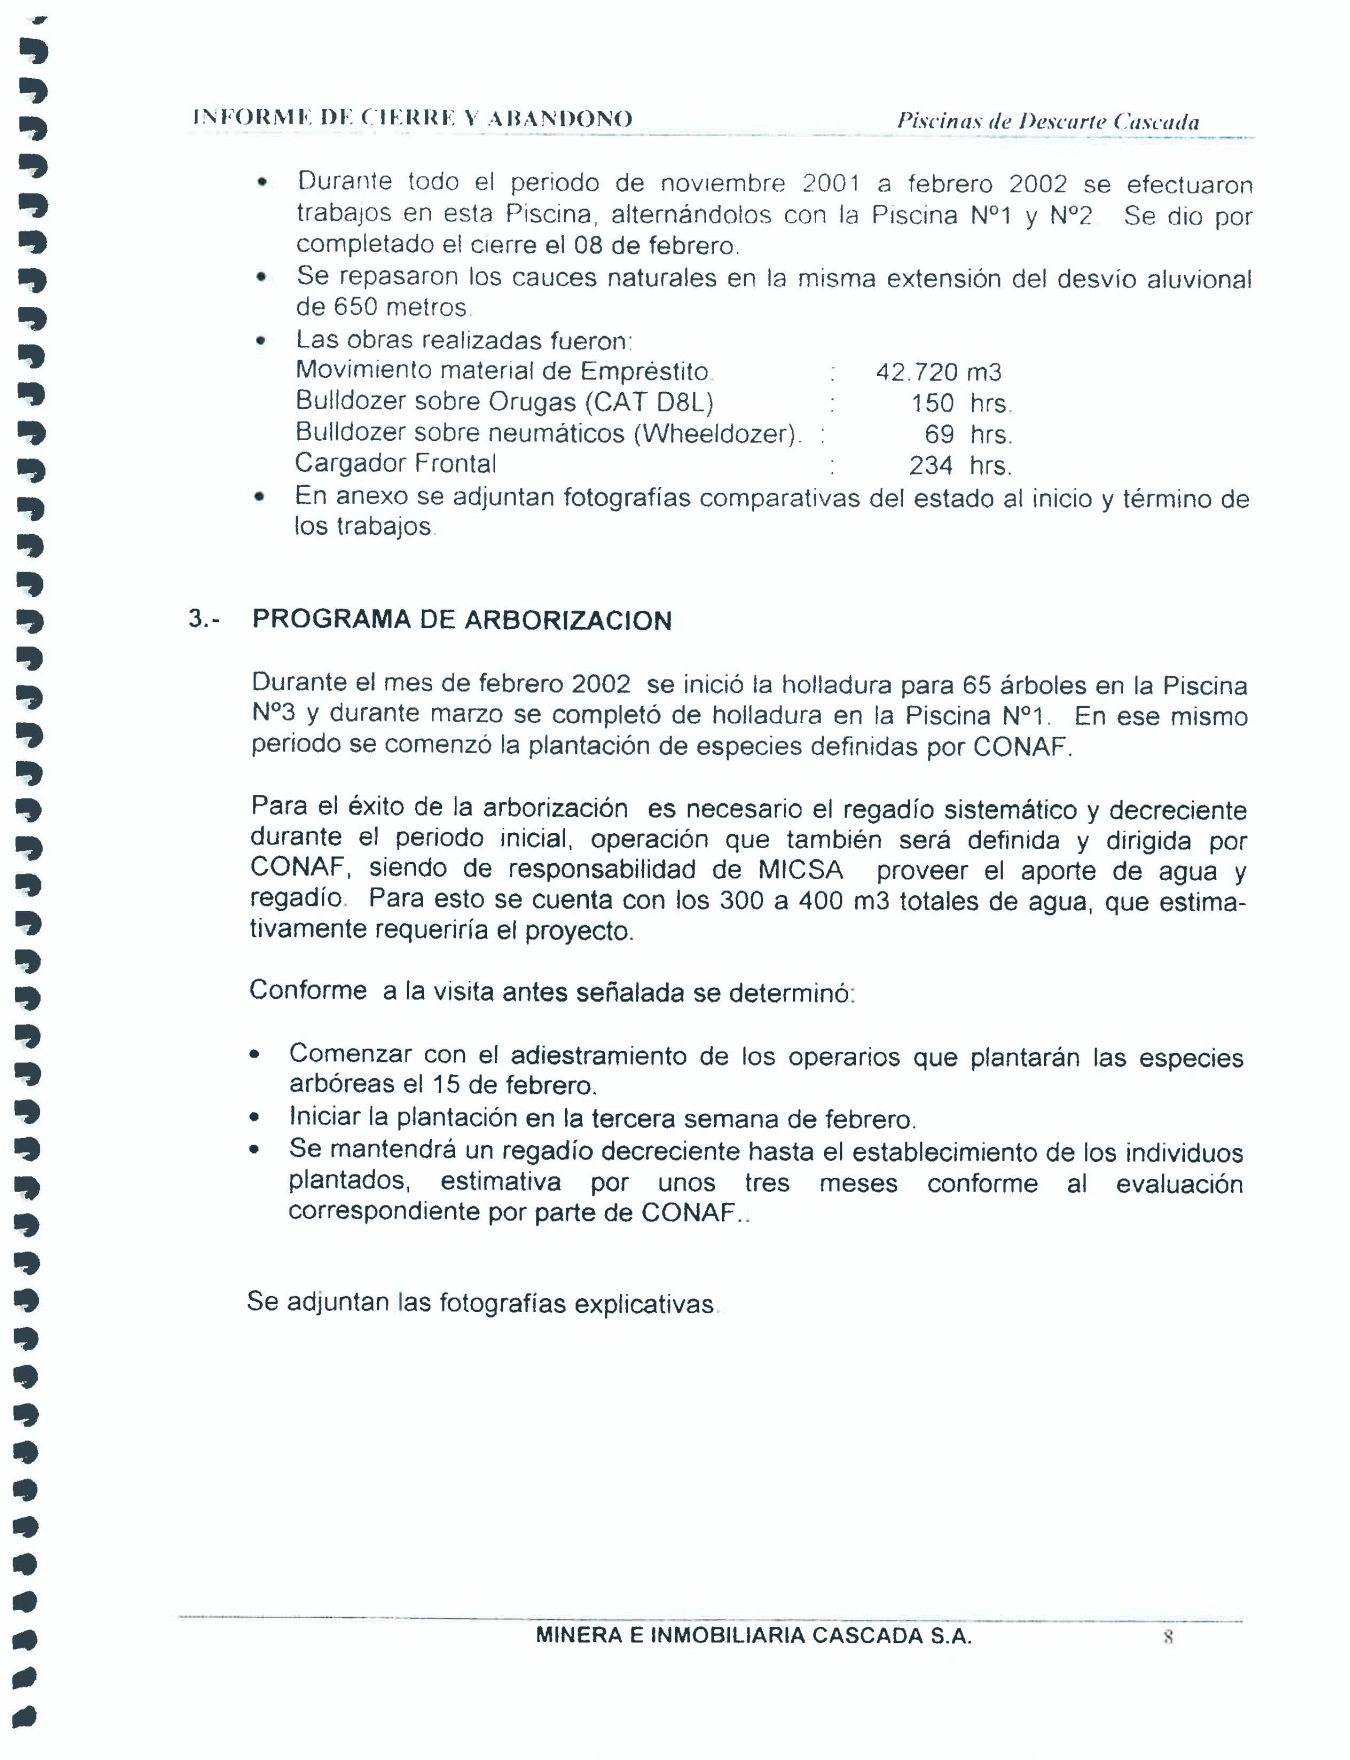 INFORME DE CIERRE Y ABANDONO Piscinas de Descarte Cascada
• Durante todo el periodo de noviembre 2001 a febrero 2002 se efectuaron
trabajos en esta Piscina, alternándolos con la Piscina Nº1 y Nº2 Se dio por
completado el cierre el 08 de febrero.
• Se repasaron los cauces naturales en la misma extensión del desvío aluvional
de 650 metros.
• Las obras realizadas fueron:
Movimiento material de Empréstito. : 42.720 m3
Bulldozer sobre Orugas (CAT D8L) : 150 hrs.
Bulldozer sobre neumáticos (Wheeldozer). : 69 hrs.
Cargador Frontal : 234 hrs.
• En anexo se adjuntan fotografías comparativas del estado al inicio y término de
los trabajos.
3.- PROGRAMA DE ARBORIZACION
Durante el mes de febrero 2002 se inició la holladura para 65 árboles en la Piscina
Nº3 y durante marzo se completó de holladura en la Piscina Nº1. En ese mismo
periodo se comenzó la plantación de especies definidas por CONAF.
Para el éxito de la arborización es necesario el regadío sistemático y decreciente
durante el periodo inicial, operación que también será definida y dirigida por
CONAF, siendo de responsabilidad de MICSA proveer el aporte de agua y
regadío. Para esto se cuenta con los 300 a 400 m3 totales de agua, que estima-
tivamente requeriría el proyecto.
Conforme a la visita antes señalada se determinó:
• Comenzar con el adiestramiento de los operarios que plantarán las especies
arbóreas el 15 de febrero.
• Iniciar la plantación en la tercera semana de febrero.
• Se mantendrá un regadío decreciente hasta el establecimiento de los individuos
plantados, estimativa por unos tres meses conforme al evaluación
correspondiente por parte de CONAF..
Se adjuntan las fotografías explicativas.
MINERA E INMOBILIARIA CASCADA S.A. 8